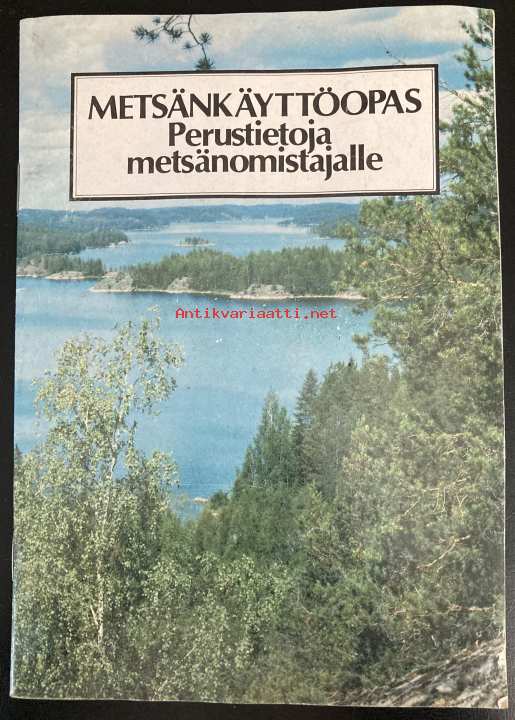 METSÄNKÄYTTÖOPAS
Perustietoja
metsänomistajalle
Antikvariaatti.net